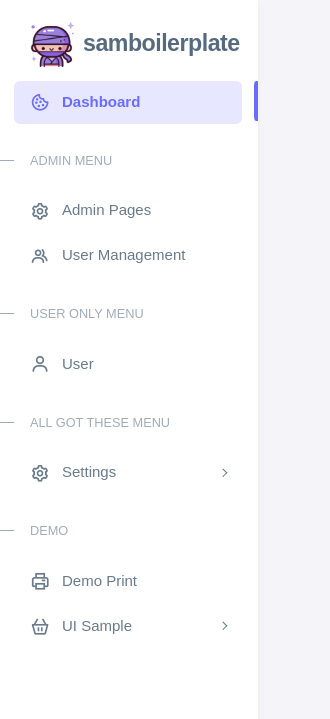 samboilerplate
Dashboard
ADMIN MENU
Admin Pages
User Management
USER ONLY MENU
User
ALL GOT THESE MENU
Settings
DEMO
Demo Print
UI Sample